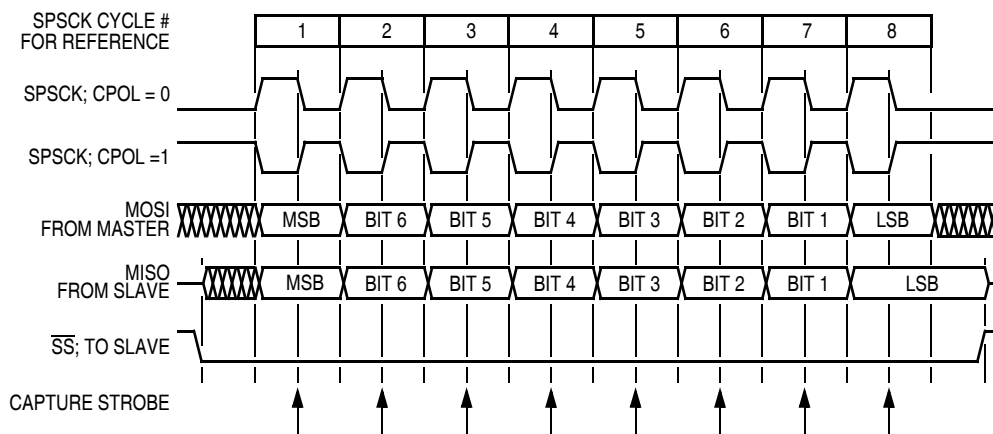 SPSCK CYCLE #
FOR REFERENCE
1 2 3 4 5 6 7 8
SPSCK; CPOL = 0
SPSCK; CPOL =1
MOSI
FROM MASTER
MSB BIT 6 BIT 5 BIT 4 BIT 3 BIT 2 BIT 1 LSB
MISO
FROM SLAVE
MSB BIT 6 BIT 5 BIT 4 BIT 3 BIT 2 BIT 1 LSB
S̅S̅; TO SLAVE
CAPTURE STROBE